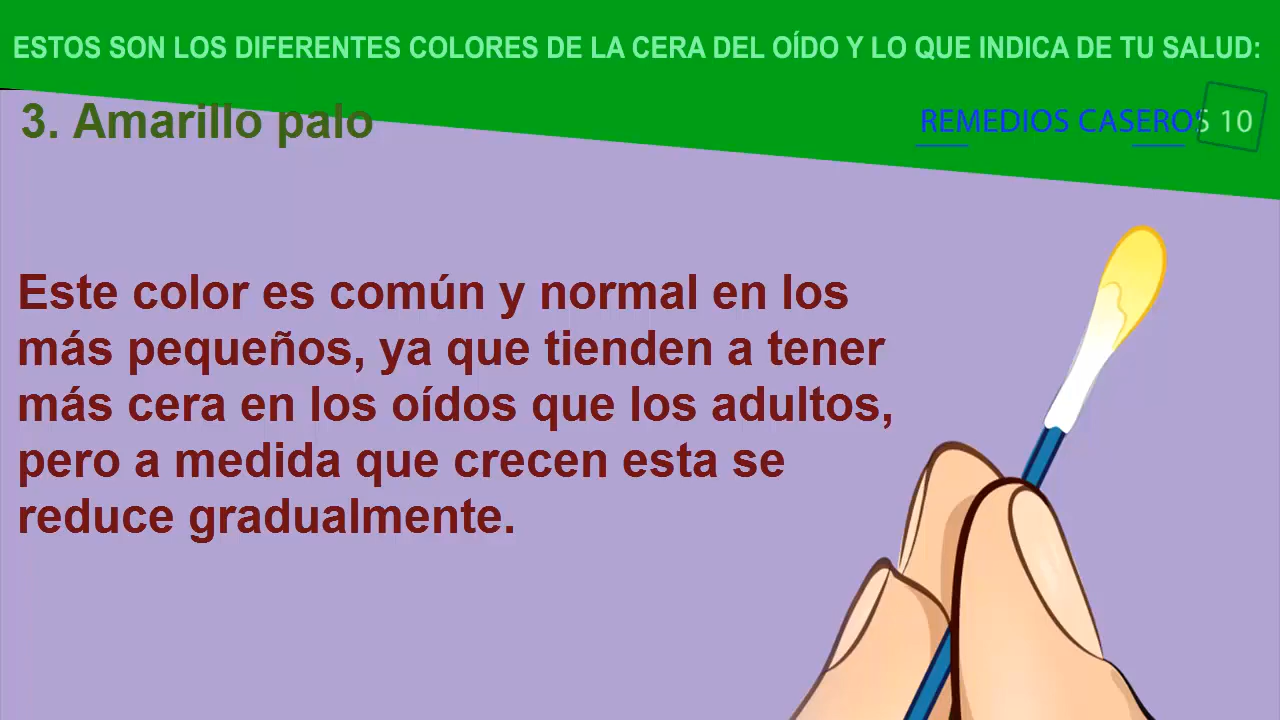 ESTOS SON LOS DIFERENTES COLORES DE LA CERA DEL OÍDO Y LO QUE INDICA DE TU SALUD:
3. Amarillo palo
REMEDIOS CASEROS 10
Este color es común y normal en los
más pequeños, ya que tienden a tener
más cera en los oídos que los adultos,
pero a medida que crecen esta se
reduce gradualmente.